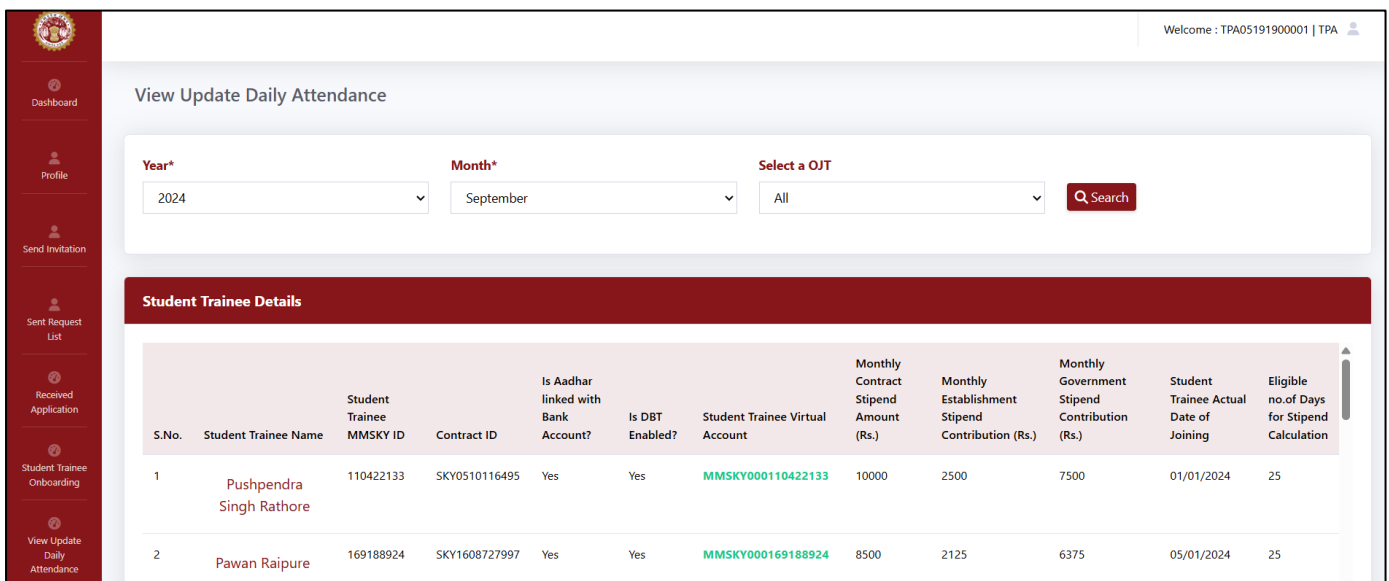 Welcome : TPA05191900001 | TPA
Dashboard
Profile
Send Invitation
Sent Request
List
Received
Application
Student Trainee
Onboarding
View Update
Daily
Attendance
View Update Daily Attendance
Year*
Month*
Select a OJT
2024
September
All
Search
Student Trainee Details
S.No.
Student Trainee Name
Student
Trainee
MMSKY ID
Contract ID
Is Aadhar
linked with
Bank
Account?
Is DBT
Enabled?
Student Trainee Virtual
Account
Monthly
Contract
Stipend
Amount
(Rs.)
Monthly
Establishment
Stipend
Contribution (Rs.)
Monthly
Government
Stipend
Contribution
(Rs.)
Student
Trainee Actual
Date of
Joining
Eligible
no.of Days
for Stipend
Calculation
1
Pushpendra
Singh Rathore
110422133
SKY0510116495
Yes
Yes
MMSKY000110422133
10000
2500
7500
01/01/2024
25
2
Pawan Raipure
169188924
SKY1608727997
Yes
Yes
MMSKY000169188924
8500
2125
6375
05/01/2024
25